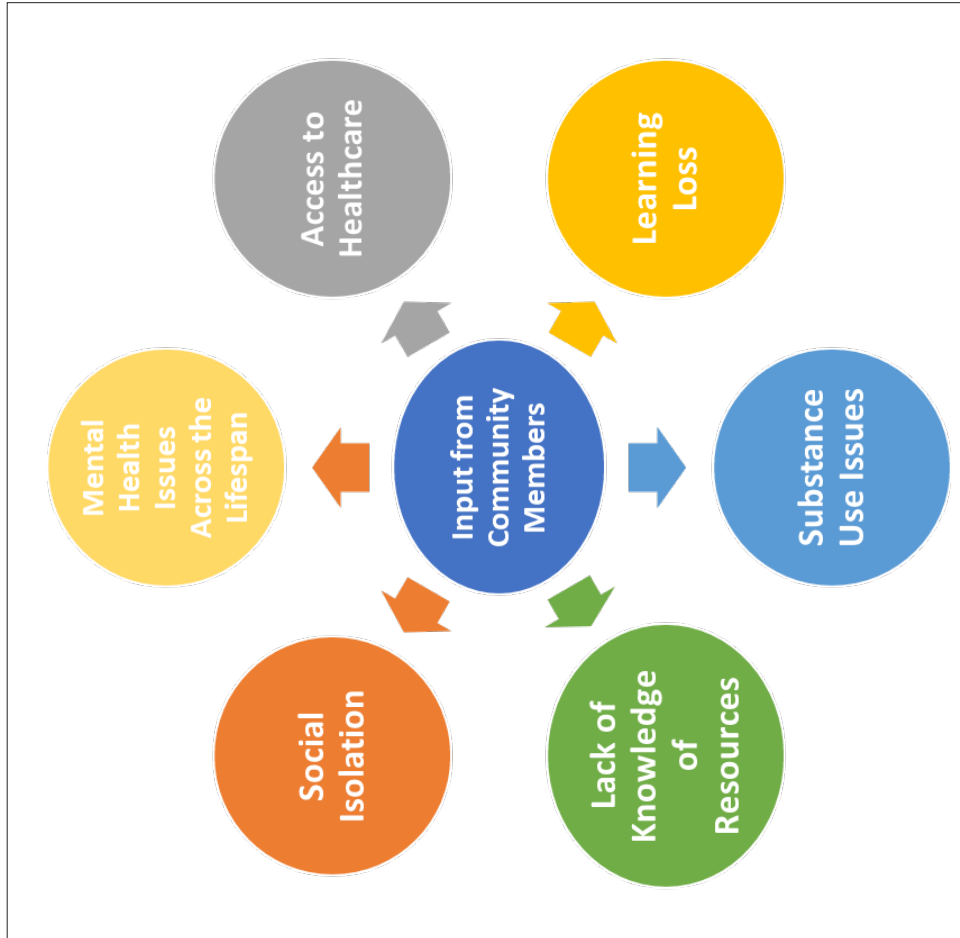 Input from
Community
Members
Access to
Healthcare
Learning
Loss
Substance
Use Issues
Lack of
Knowledge
of
Resources
Social
Isolation
Mental
Health
Issues
Across the
Lifespan